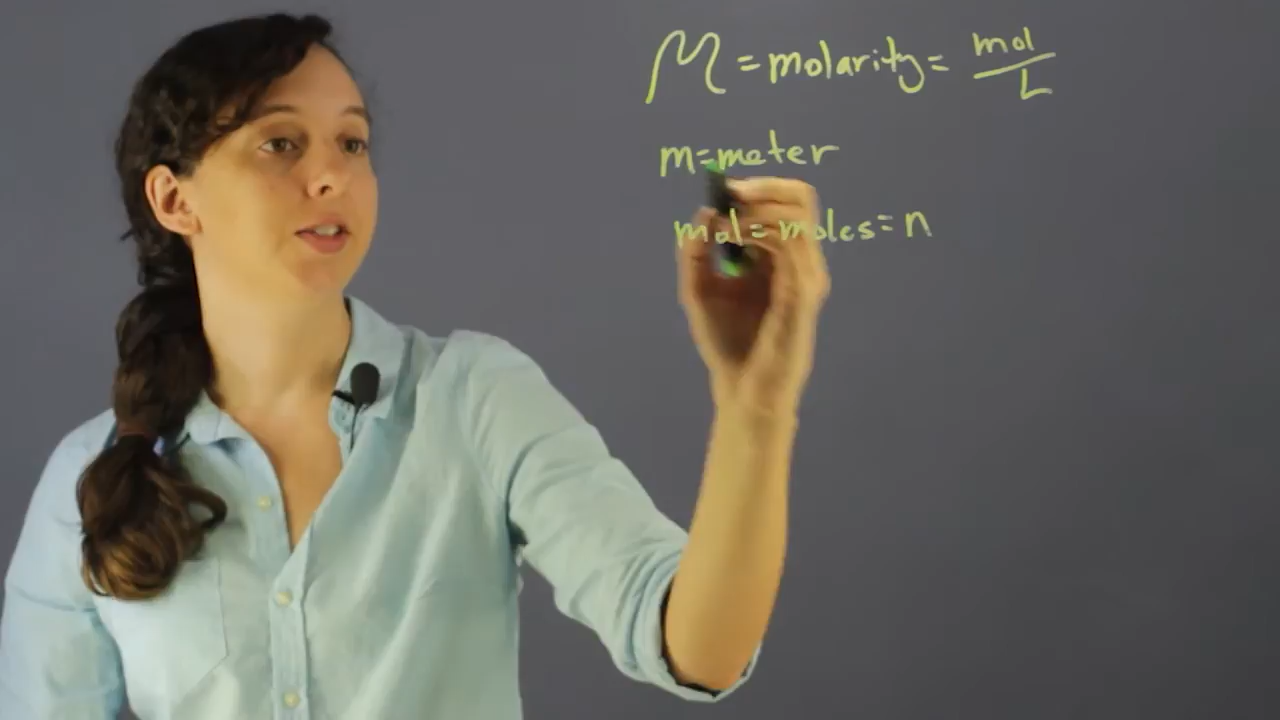 M = molarity = mol/L
m = meter
mol = moles = n